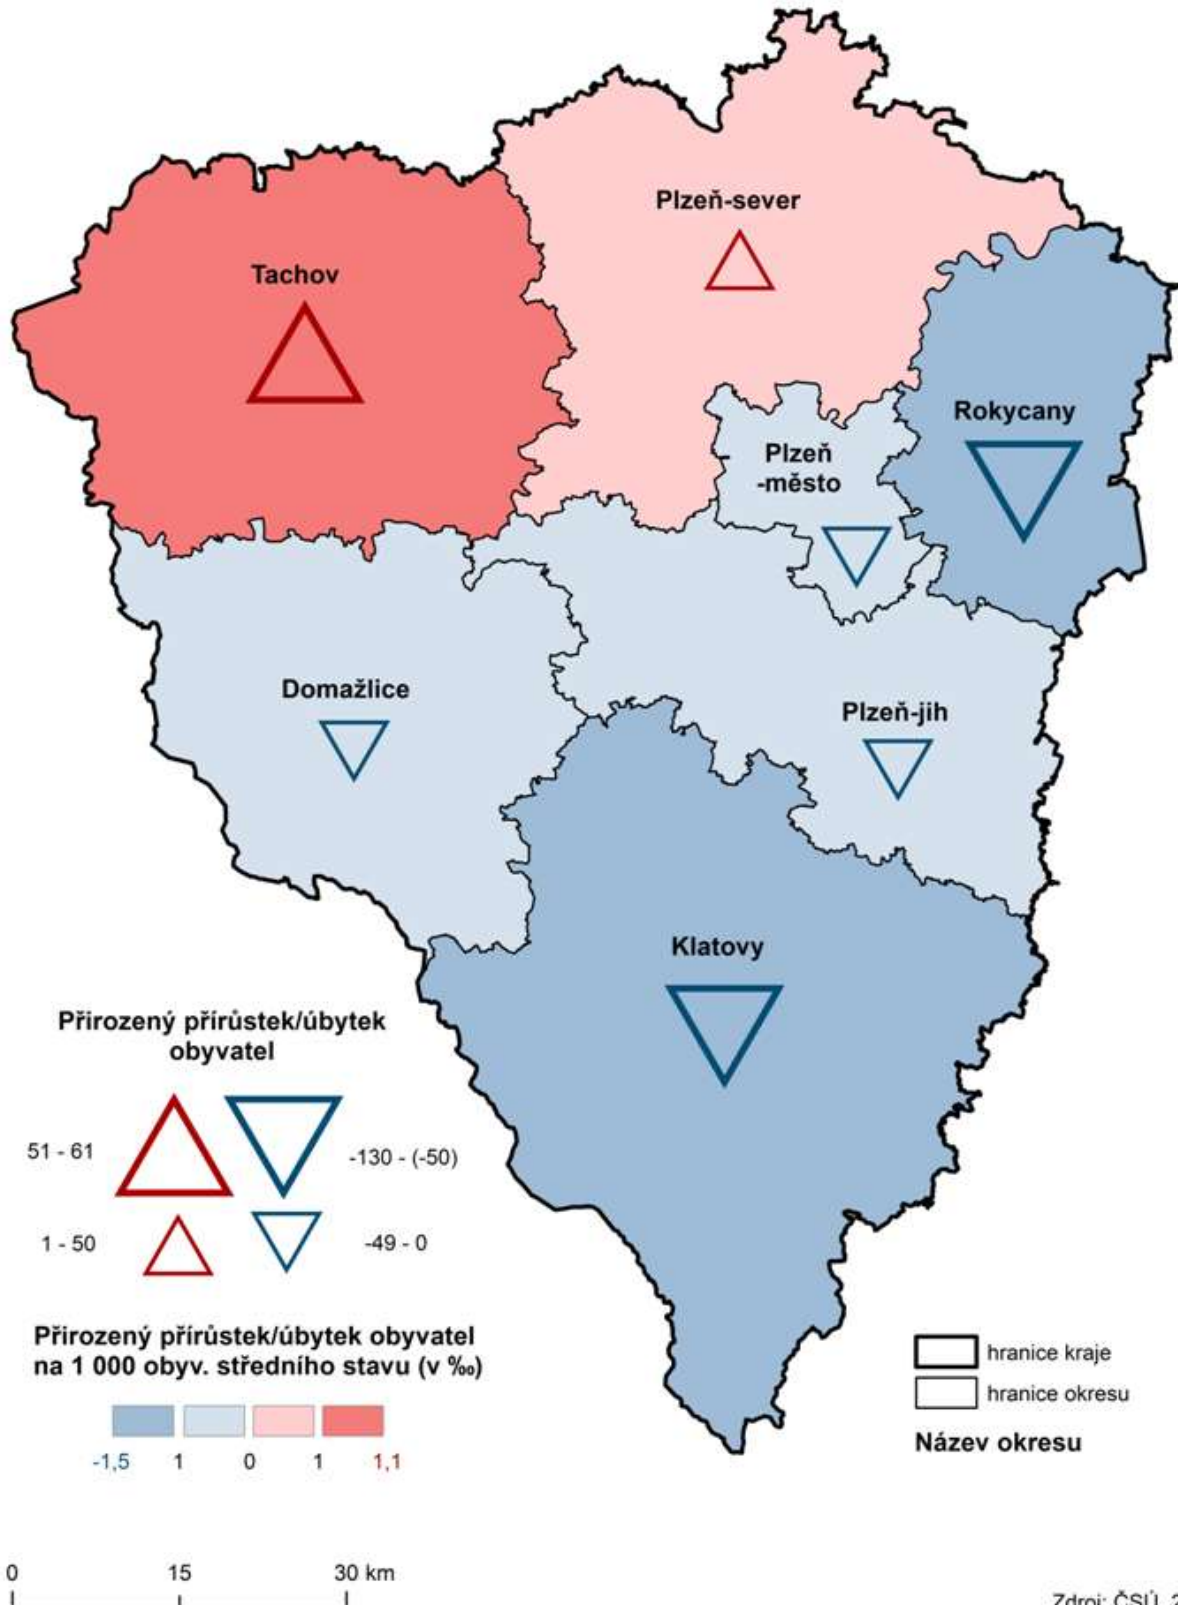 Plzeň-sever
Tachov
Rokycany
Plzeň
-město
Domažlice
Plzeň-jih
Klatovy
Přirozený přírůstek/úbytek
obyvatel
51 - 61
-130 - (-50)
1 - 50
-49 - 0
Přirozený přírůstek/úbytek obyvatel
na 1 000 obyv. středního stavu (v ‰)
-1,5 1 0 1 1,1
hranice kraje
hranice okresu
Název okresu
0 15 30 km
Zdroj: ČSÚ, 2